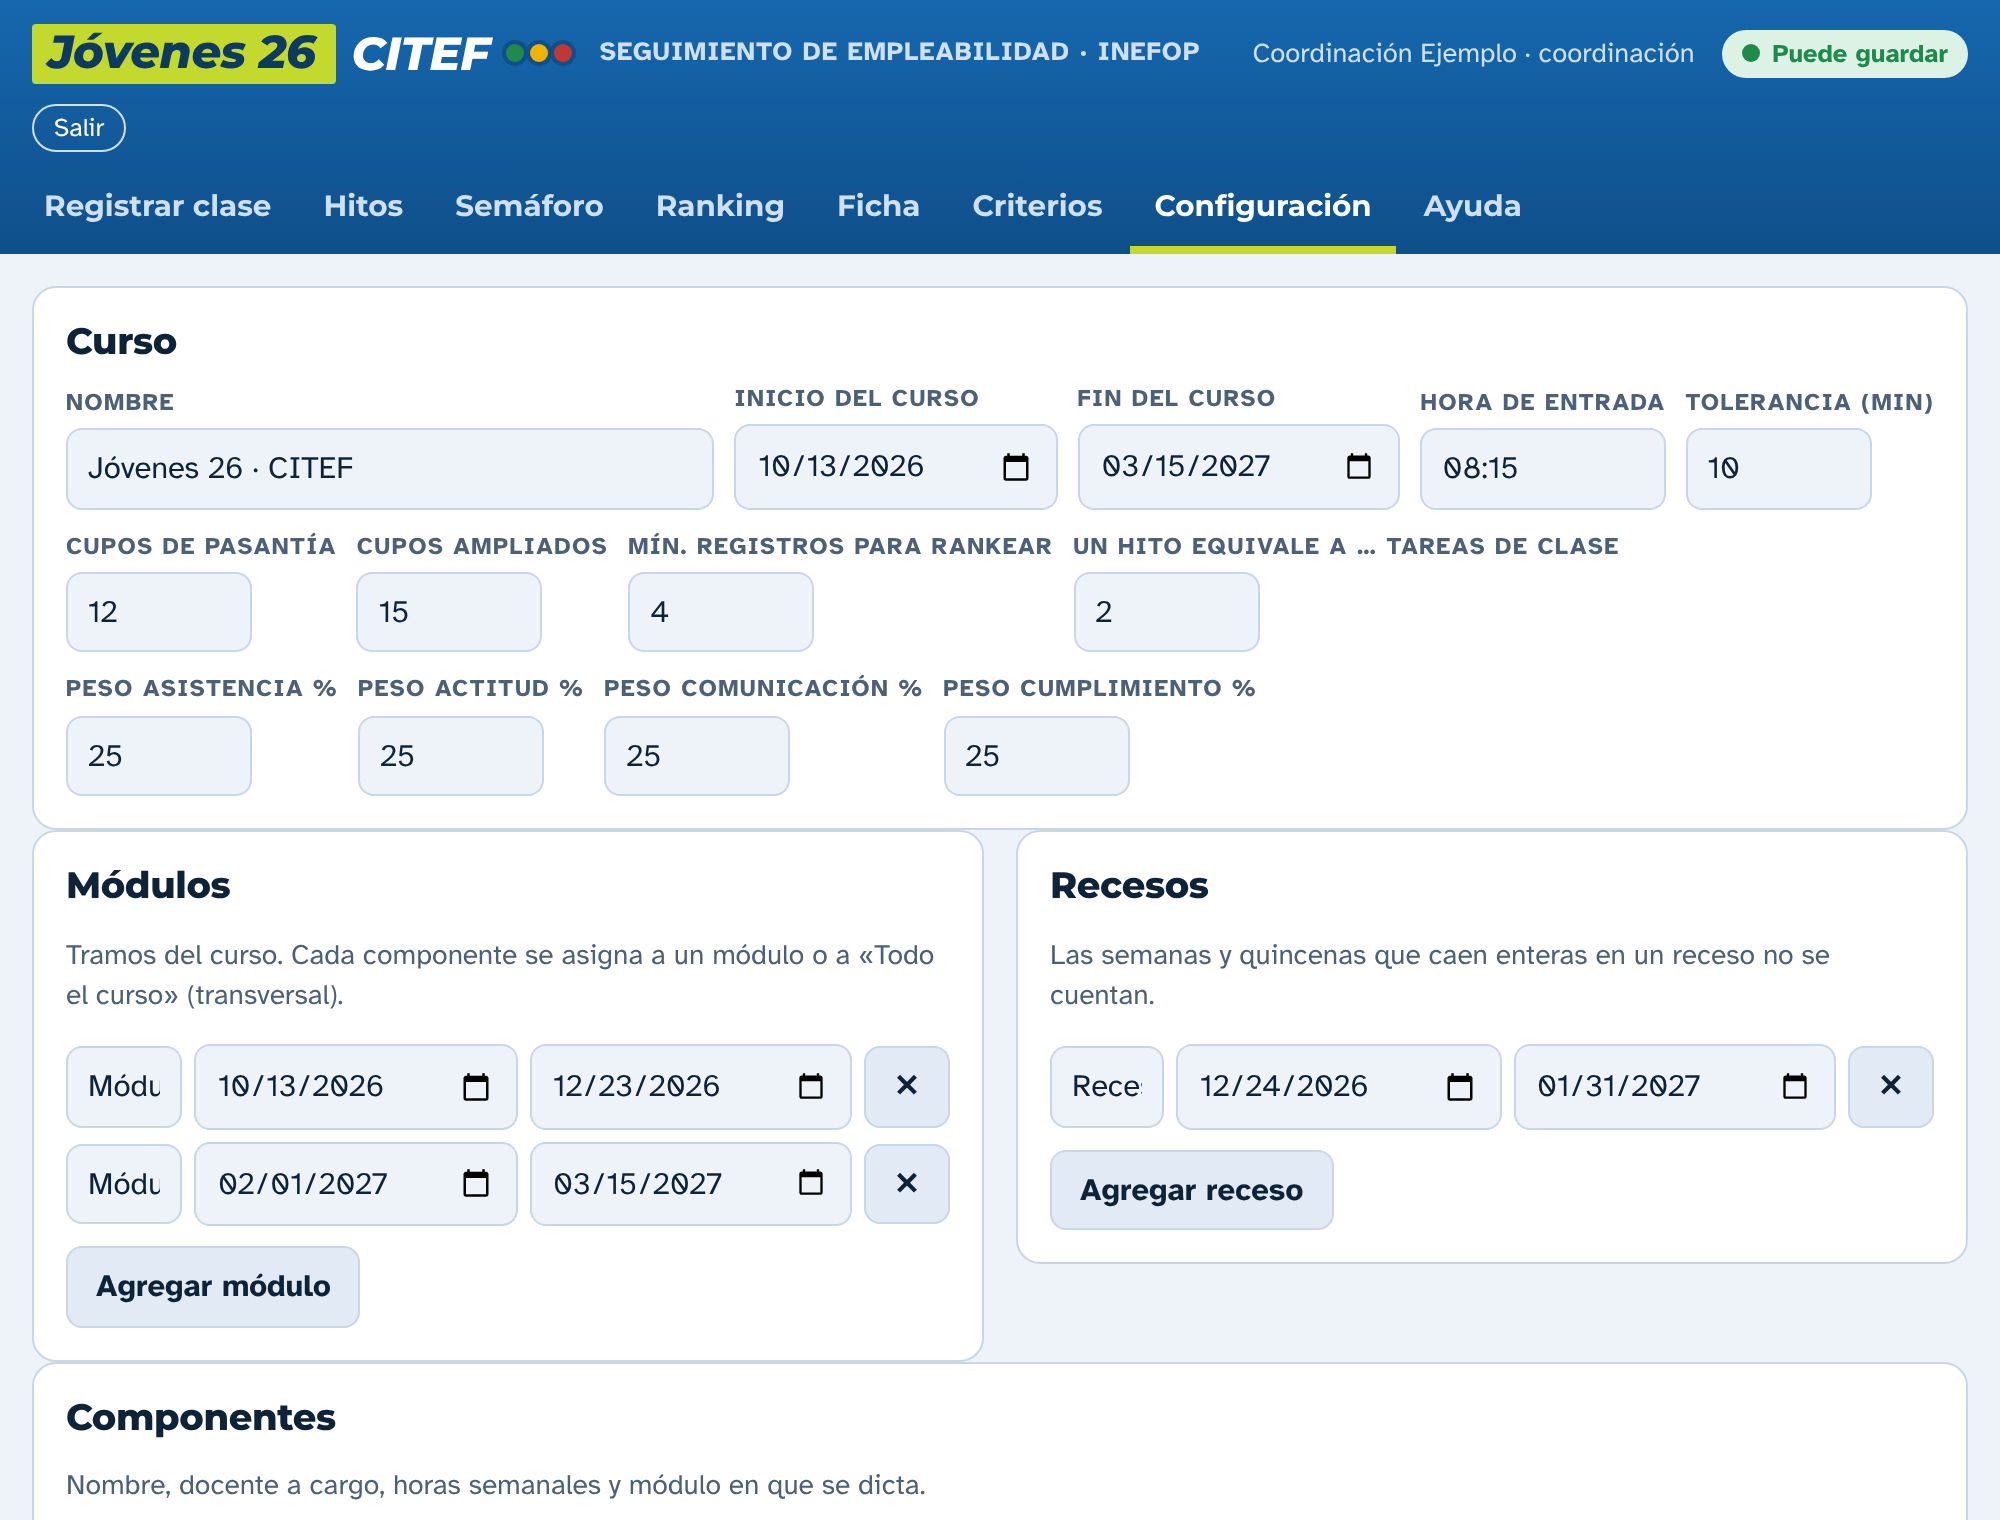 Jóvenes 26 CITEF SEGUIMIENTO DE EMPLEABILIDAD · INEFOP Coordinación Ejemplo · coordinación Puede guardar
Salir
Registrar clase Hitos Semáforo Ranking Ficha Criterios Configuración Ayuda
Curso
NOMBRE INICIO DEL CURSO FIN DEL CURSO HORA DE ENTRADA TOLERANCIA (MIN)
Jóvenes 26 · CITEF 10/13/2026 03/15/2027 08:15 10
CUPOS DE PASANTÍA CUPOS AMPLIADOS MÍN. REGISTROS PARA RANKEAR UN HITO EQUIVALE A … TAREAS DE CLASE
12 15 4 2
PESO ASISTENCIA % PESO ACTITUD % PESO COMUNICACIÓN % PESO CUMPLIMIENTO %
25 25 25 25
Módulos
Tramos del curso. Cada componente se asigna a un módulo o a «Todo
el curso» (transversal).
Módu 10/13/2026 12/23/2026 ✕
Módu 02/01/2027 03/15/2027 ✕
Agregar módulo
Recesos
Las semanas y quincenas que caen enteras en un receso no se
cuentan.
Rece 12/24/2026 01/31/2027 ✕
Agregar receso
Componentes
Nombre, docente a cargo, horas semanales y módulo en que se dicta.